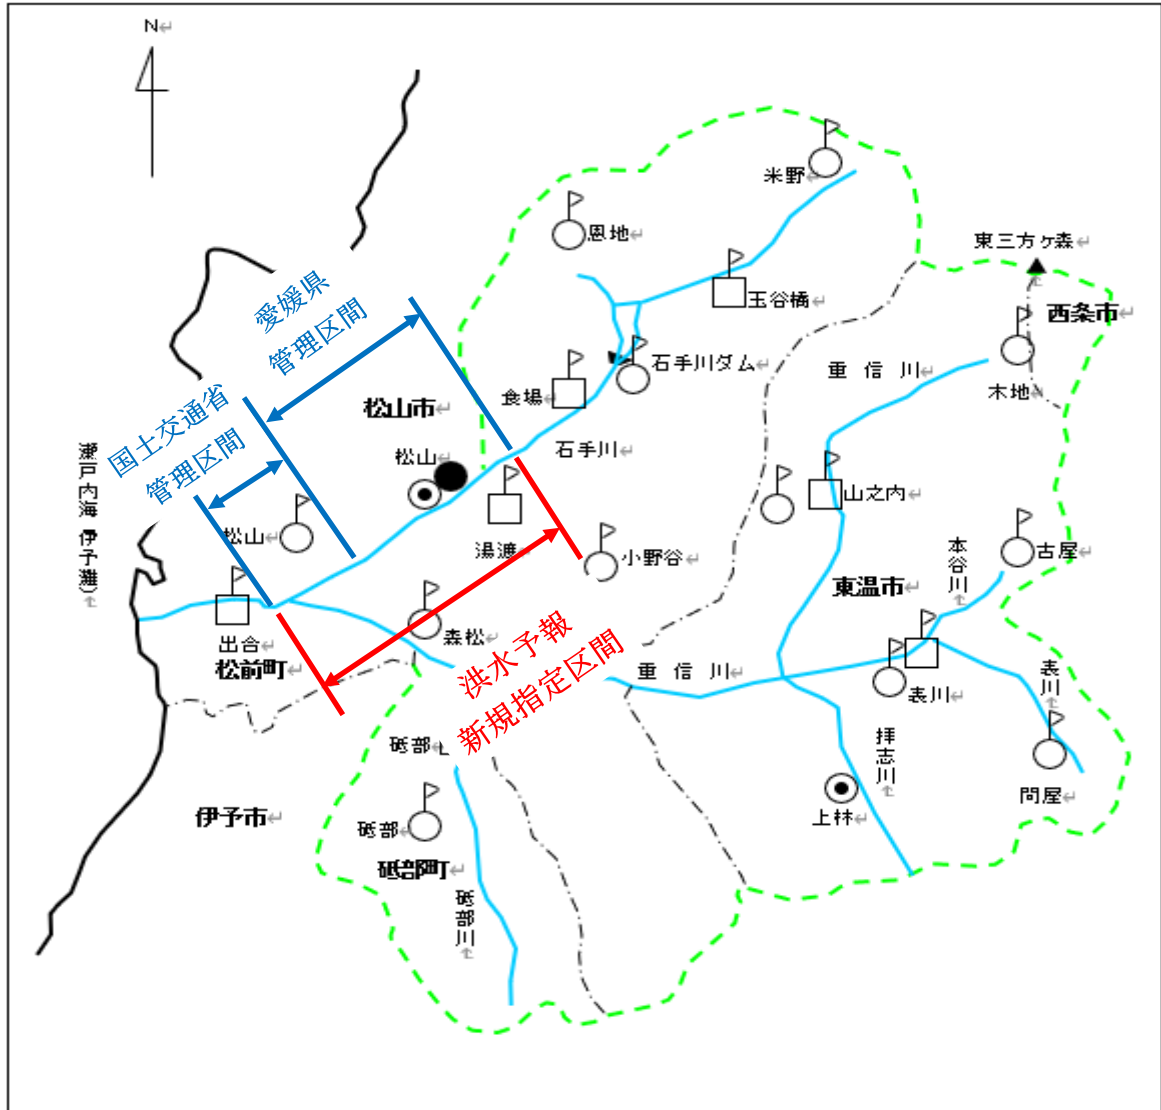 N↵
米野↵
恩地↵
東三方ヶ森↵
西条市↵
玉谷橋↵
愛媛県
管理区間
石手川ダム↵
重信川↵
木地↵
食場↵
国土交通省
管理区間
松山市↵
石手川↵
松山↵
瀬戸内海 伊予灘)↵
山之内↵
松山↵
湯渡↵
小野谷↵
本谷川↵
古屋↵
東温市↵
出合↵
森松↵
松前町↵
洪水予報
新規指定区間
重信川↵
表川↵
表川↵
砥部↵
拝志川↵
問屋↵
伊予市↵
砥部↵
上林↵
砥部町↵
砥部川↵